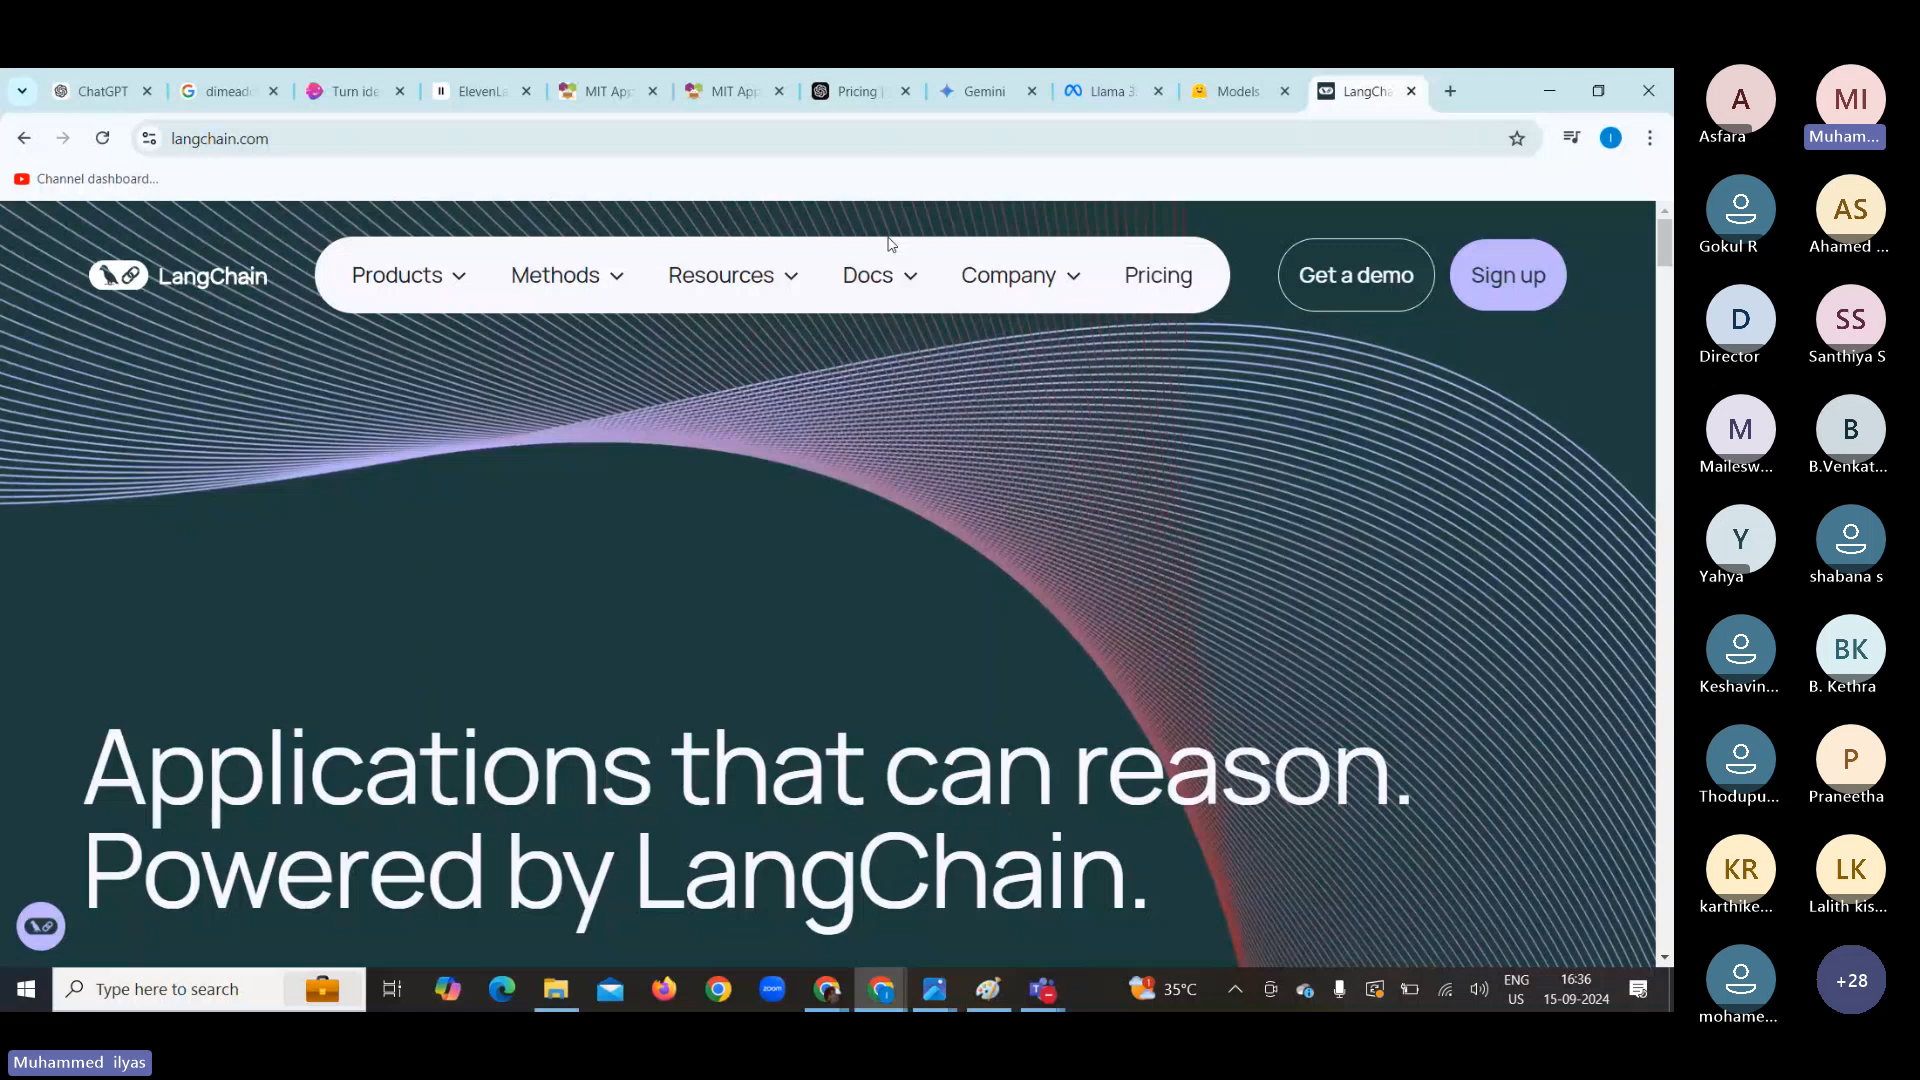 ChatGPT
dimead
Turn ide
ElevenLa
MIT App
MIT App
Pricing |
Gemini
Llama 3
Models
LangCha
langchain.com
Channel dashboard...
LangChain
Products
Methods
Resources
Docs
Company
Pricing
Get a demo
Sign up
Applications that can reason.
Powered by LangChain.
Type here to search
zoom
35°C
ENG
US
16:36
15-09-2024
A
Asfara
MI
Muham...
Gokul R
AS
Ahamed ...
D
Director
SS
Santhiya S
M
Mailesw...
B
B.Venkat...
Y
Yahya
shabana s
Keshavin...
BK
B. Kethra
Thodupu...
P
Praneetha
KR
karthike...
LK
Lalith kis...
mohame...
+28
Muhammed ilyas